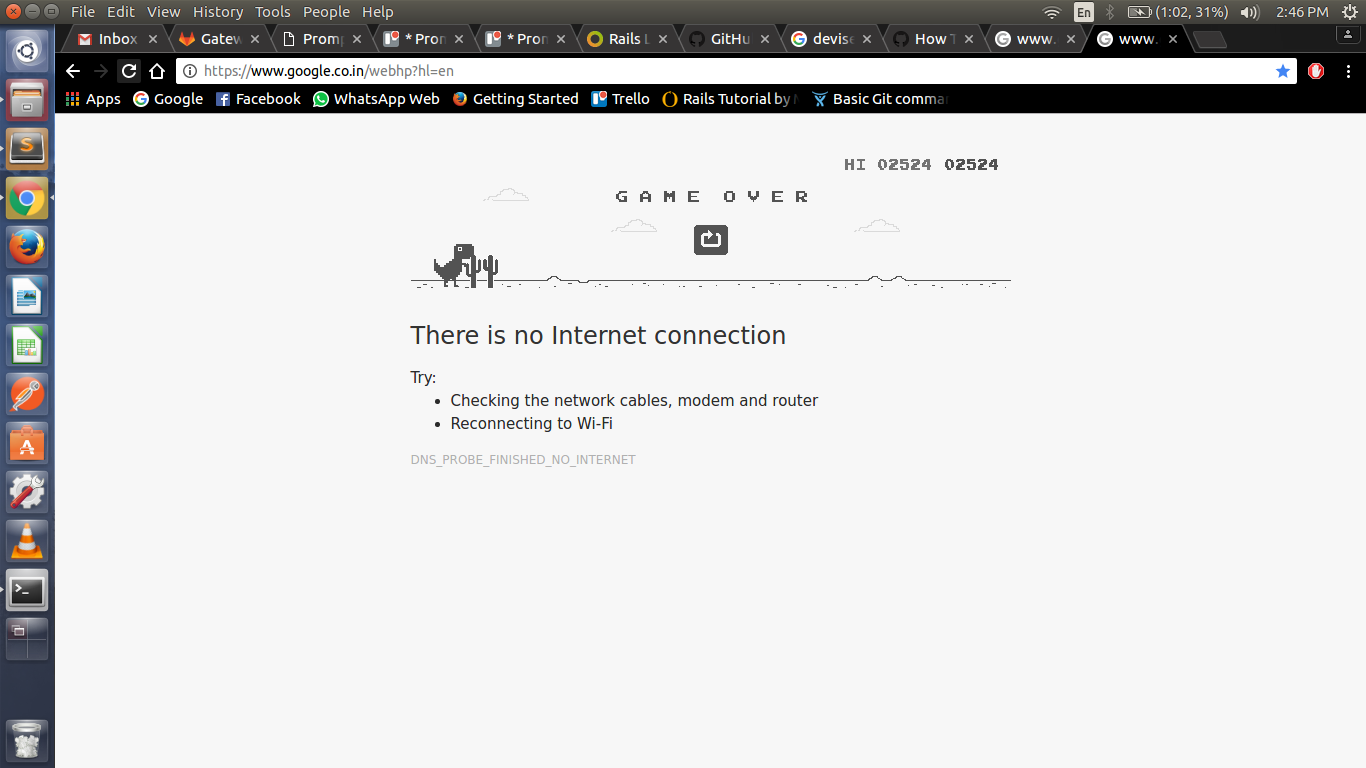 File Edit View History Tools People Help
En (1:02, 31%) 2:46 PM
Inbox Gatew Promp * Pron * Pron Rails L GitHu devise How T www. www.
https://www.google.co.in/webhp?hl=en
Apps Google Facebook WhatsApp Web Getting Started Trello Rails Tutorial by Basic Git comma
HI 02524 02524
GAME OVER
There is no Internet connection
Try:
• Checking the network cables, modem and router
• Reconnecting to Wi-Fi
DNS_PROBE_FINISHED_NO_INTERNET